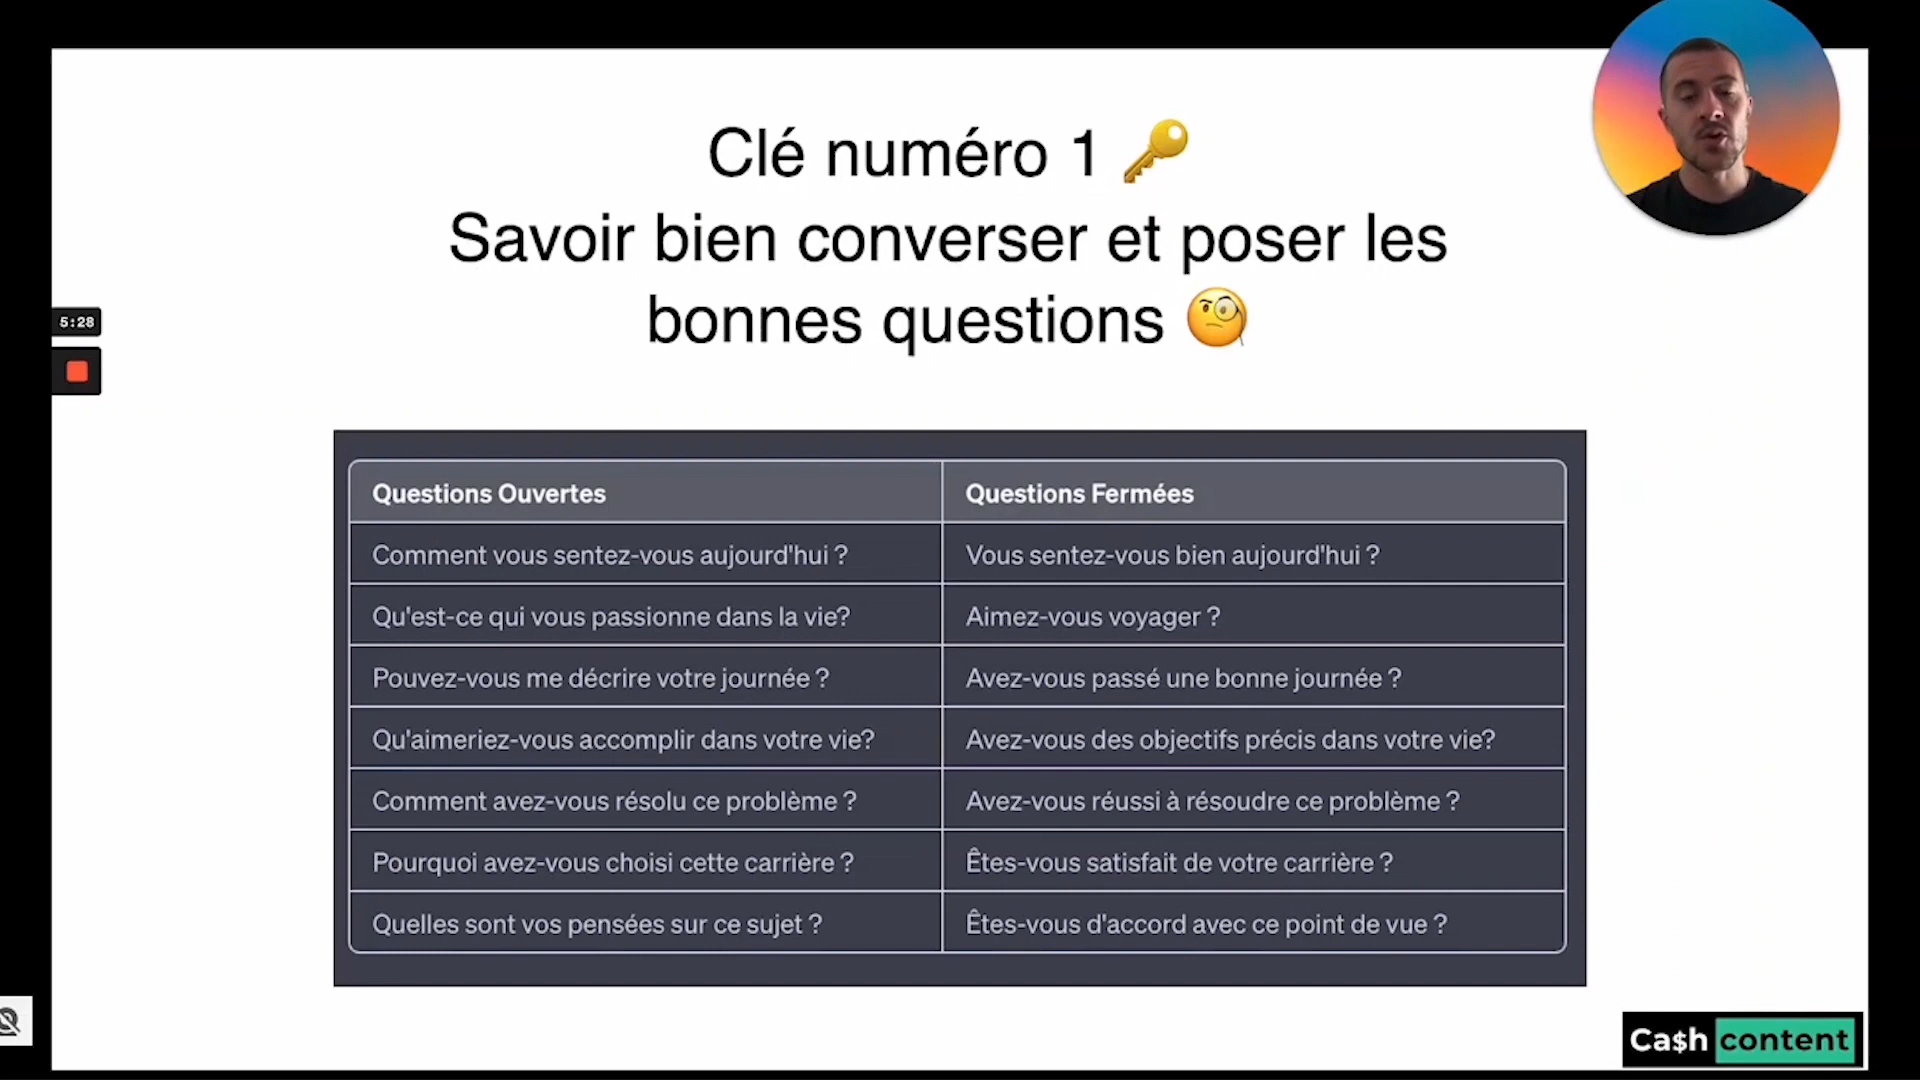 Clé numéro 1 🔑
Savoir bien converser et poser les
bonnes questions 🧐
5:28
Questions Ouvertes
Questions Fermées
Comment vous sentez-vous aujourd'hui ?
Vous sentez-vous bien aujourd'hui ?
Qu'est-ce qui vous passionne dans la vie?
Aimez-vous voyager ?
Pouvez-vous me décrire votre journée ?
Avez-vous passé une bonne journée ?
Qu'aimeriez-vous accomplir dans votre vie?
Avez-vous des objectifs précis dans votre vie?
Comment avez-vous résolu ce problème ?
Avez-vous réussi à résoudre ce problème ?
Pourquoi avez-vous choisi cette carrière ?
Êtes-vous satisfait de votre carrière ?
Quelles sont vos pensées sur ce sujet ?
Êtes-vous d'accord avec ce point de vue ?
Ca$h content